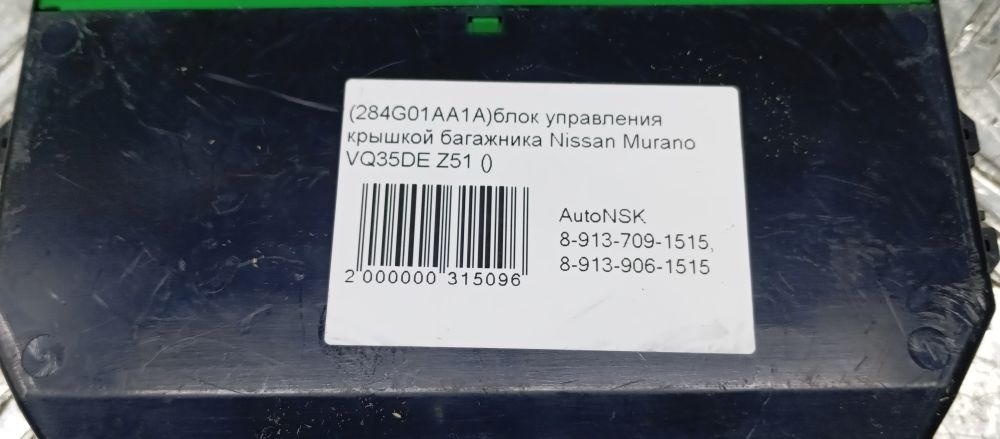 (284G01AA1A)блок управления
крышкой багажника Nissan Murano
VQ35DE Z51 ()
AutoNSK
8-913-709-1515,
8-913-906-1515
2 000000 315096